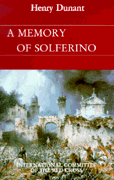 Henry Dunant
A MEMORY
OF SOLFERINO
INTERNATIONAL COMMITTEE
OF THE RED CROSS